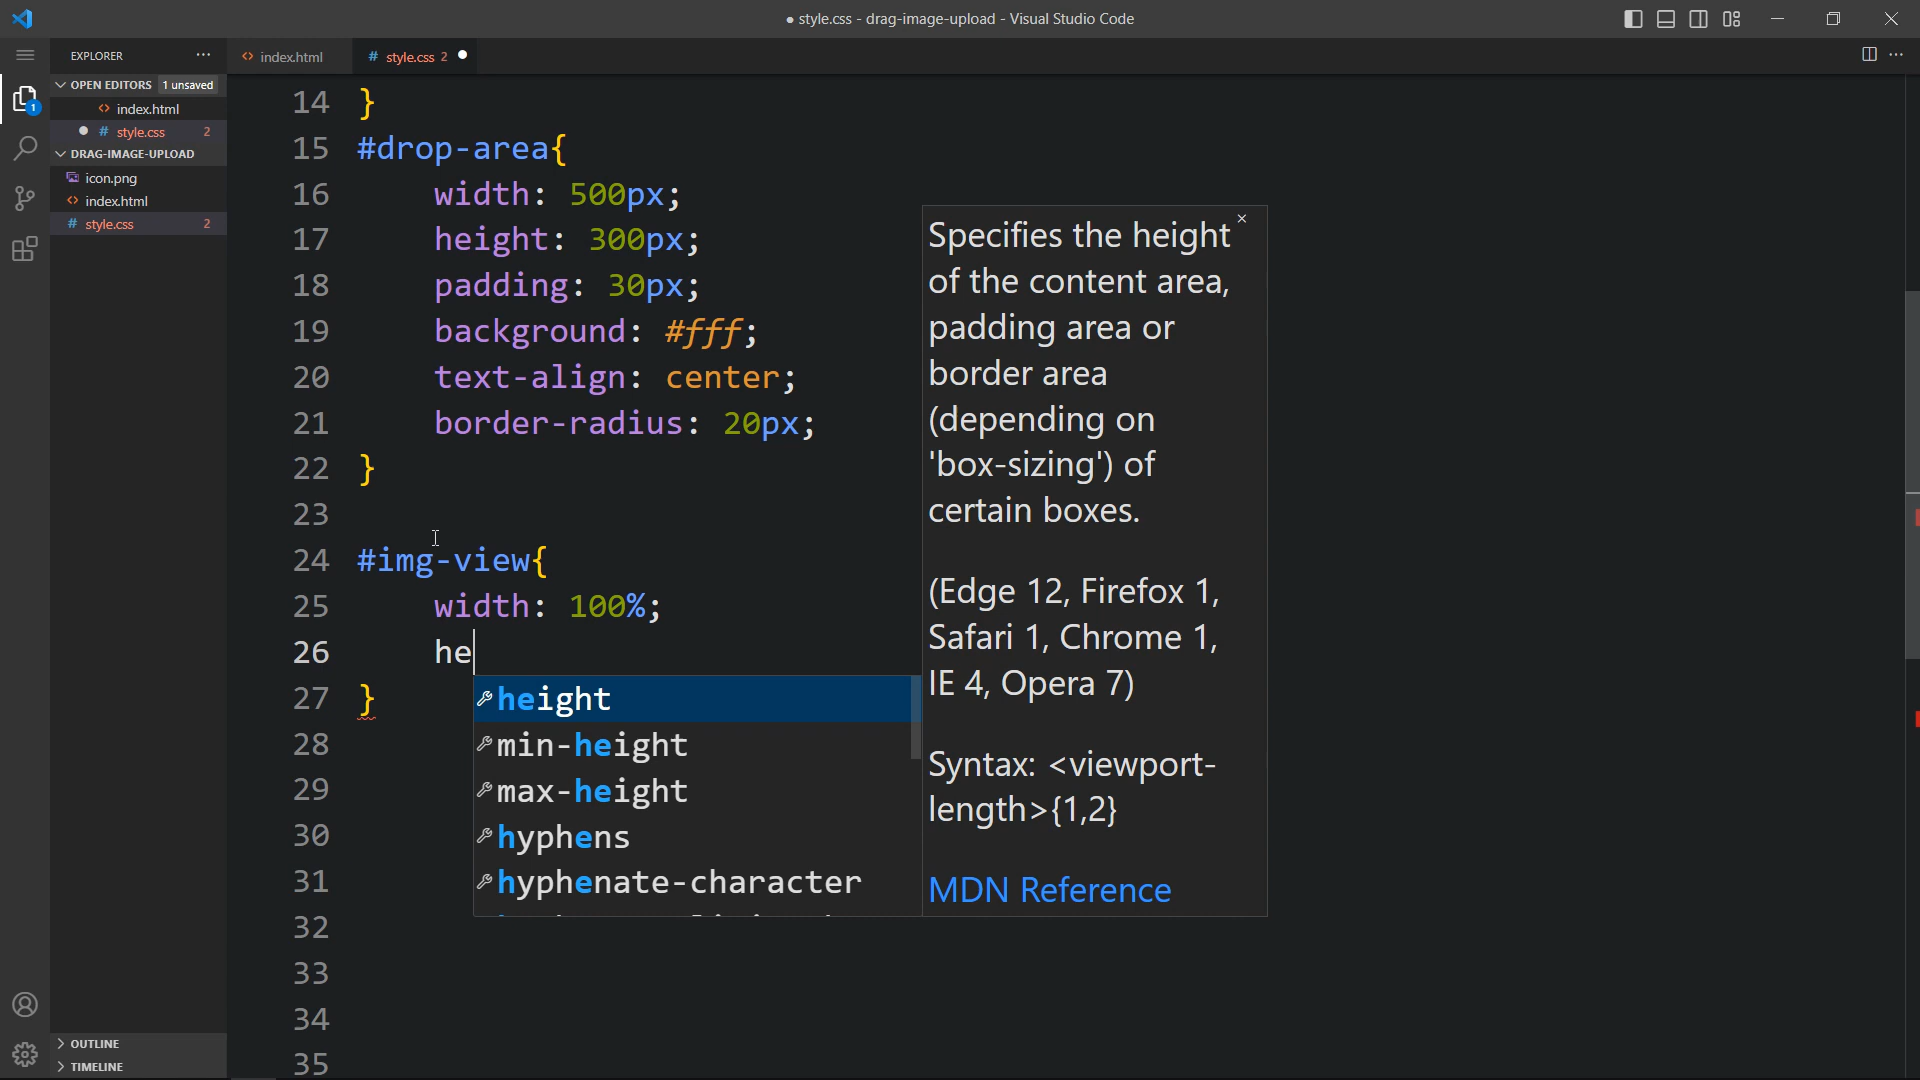 ● style.css - drag-image-upload - Visual Studio Code
EXPLORER
OPEN EDITORS 1 unsaved
<> index.html
# style.css 2
DRAG-IMAGE-UPLOAD
icon.png
<> index.html
# style.css 2
1
OUTLINE
TIMELINE
<> index.html
# style.css 2
14 }
15 #drop-area{
16 width: 500px;
17 height: 300px;
18 padding: 30px;
19 background: #fff;
20 text-align: center;
21 border-radius: 20px;
22 }
23
24 #img-view{
25 width: 100%;
26 he
27 }
28
29
30
31
32
33
34
35
height
min-height
max-height
hyphens
hyphenate-character
Specifies the height
of the content area,
padding area or
border area
(depending on
'box-sizing') of
certain boxes.
(Edge 12, Firefox 1,
Safari 1, Chrome 1,
IE 4, Opera 7)
Syntax: <viewport-
length>{1,2}
MDN Reference